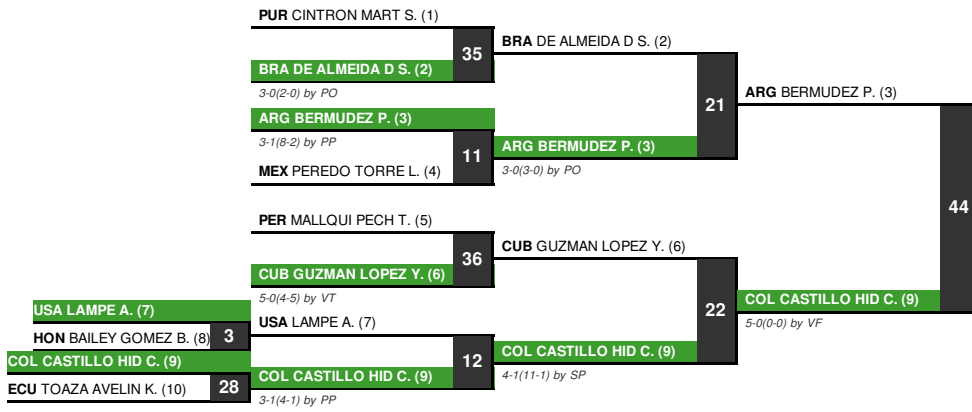 PUR CINTRON MART S. (1)
35
BRA DE ALMEIDA D S. (2)
3-0(2-0) by PO
ARG BERMUDEZ P. (3)
3-1(8-2) by PP
11
MEX PEREDO TORRE L. (4)
PER MALLQUI PECH T. (5)
36
CUB GUZMAN LOPEZ Y. (6)
5-0(4-5) by VT
USA LAMPE A. (7)
HON BAILEY GOMEZ B. (8)
3
COL CASTILLO HID C. (9)
ECU TOAZA AVELIN K. (10)
28
USA LAMPE A. (7)
12
COL CASTILLO HID C. (9)
3-1(4-1) by PP
BRA DE ALMEIDA D S. (2)
21
ARG BERMUDEZ P. (3)
3-0(3-0) by PO
CUB GUZMAN LOPEZ Y. (6)
22
COL CASTILLO HID C. (9)
4-1(11-1) by SP
ARG BERMUDEZ P. (3)
44
COL CASTILLO HID C. (9)
5-0(0-0) by VF